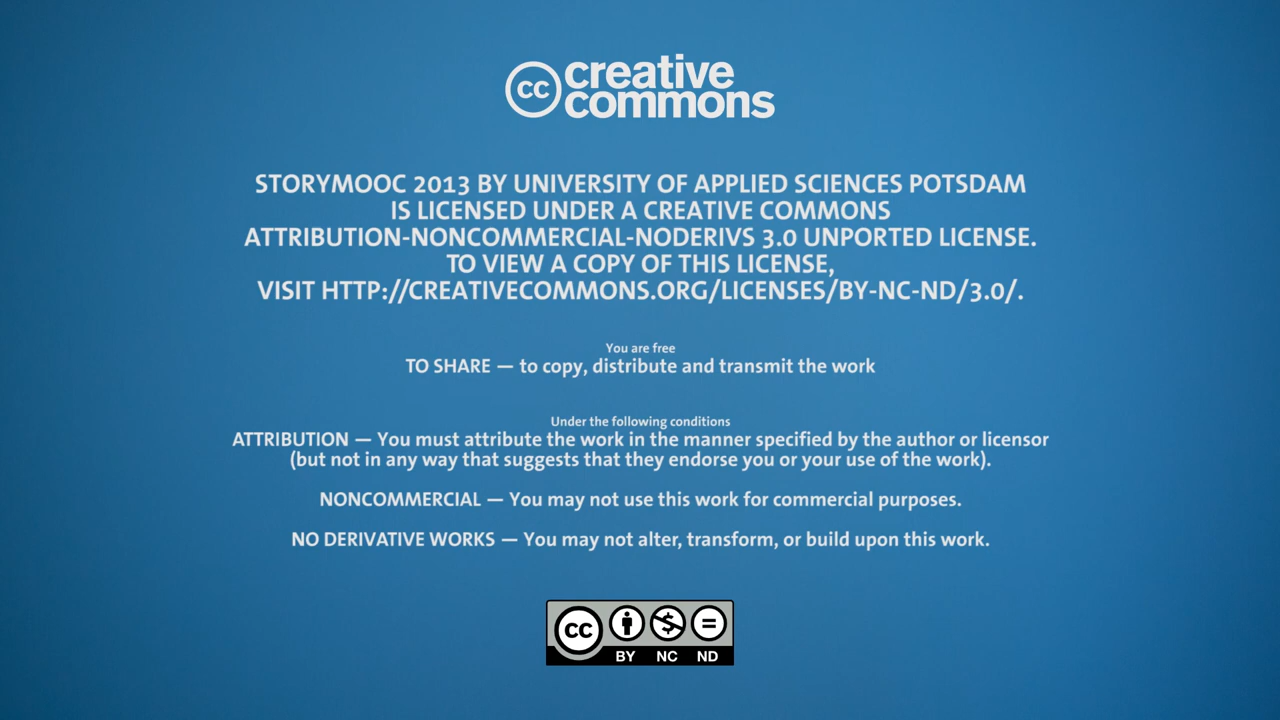 cc creative
commons
STORYMOOC 2013 BY UNIVERSITY OF APPLIED SCIENCES POTSDAM
IS LICENSED UNDER A CREATIVE COMMONS
ATTRIBUTION-NONCOMMERCIAL-NODERIVS 3.0 UNPORTED LICENSE.
TO VIEW A COPY OF THIS LICENSE,
VISIT HTTP://CREATIVECOMMONS.ORG/LICENSES/BY-NC-ND/3.0/.
You are free
TO SHARE — to copy, distribute and transmit the work
Under the following conditions
ATTRIBUTION — You must attribute the work in the manner specified by the author or licensor
(but not in any way that suggests that they endorse you or your use of the work).
NONCOMMERCIAL — You may not use this work for commercial purposes.
NO DERIVATIVE WORKS — You may not alter, transform, or build upon this work.
cc $ =
BY NC ND